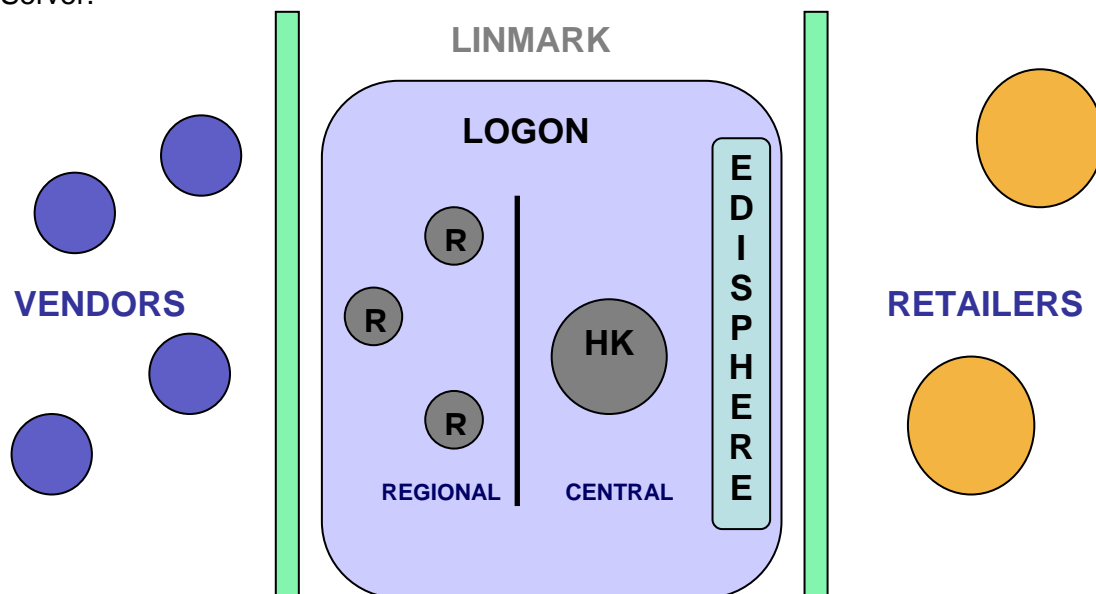 Server.
LINMARK
LOGON
VENDORS
R
R
R
REGIONAL
HK
CENTRAL
E
D
I
S
P
H
E
R
E
RETAILERS